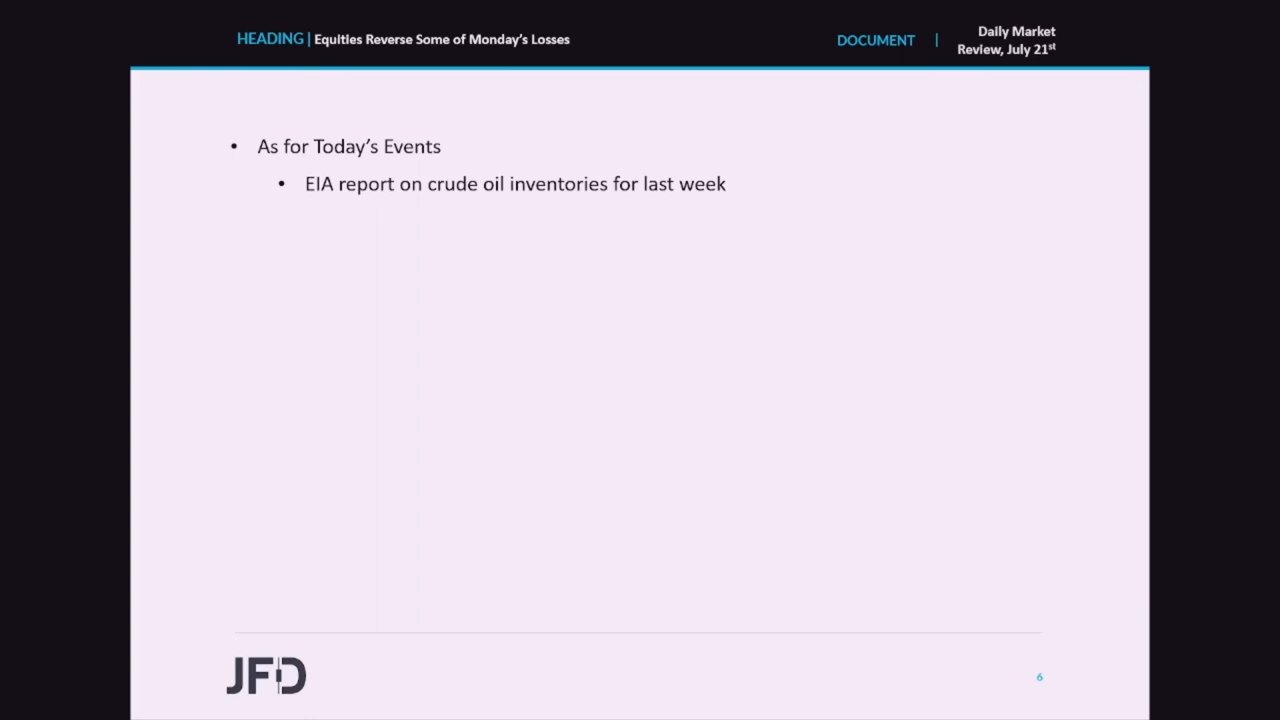 HEADING | Equities Reverse Some of Monday's Losses
DOCUMENT |
Daily Market
Review, July 21st
• As for Today's Events
• EIA report on crude oil inventories for last week
JFD
6